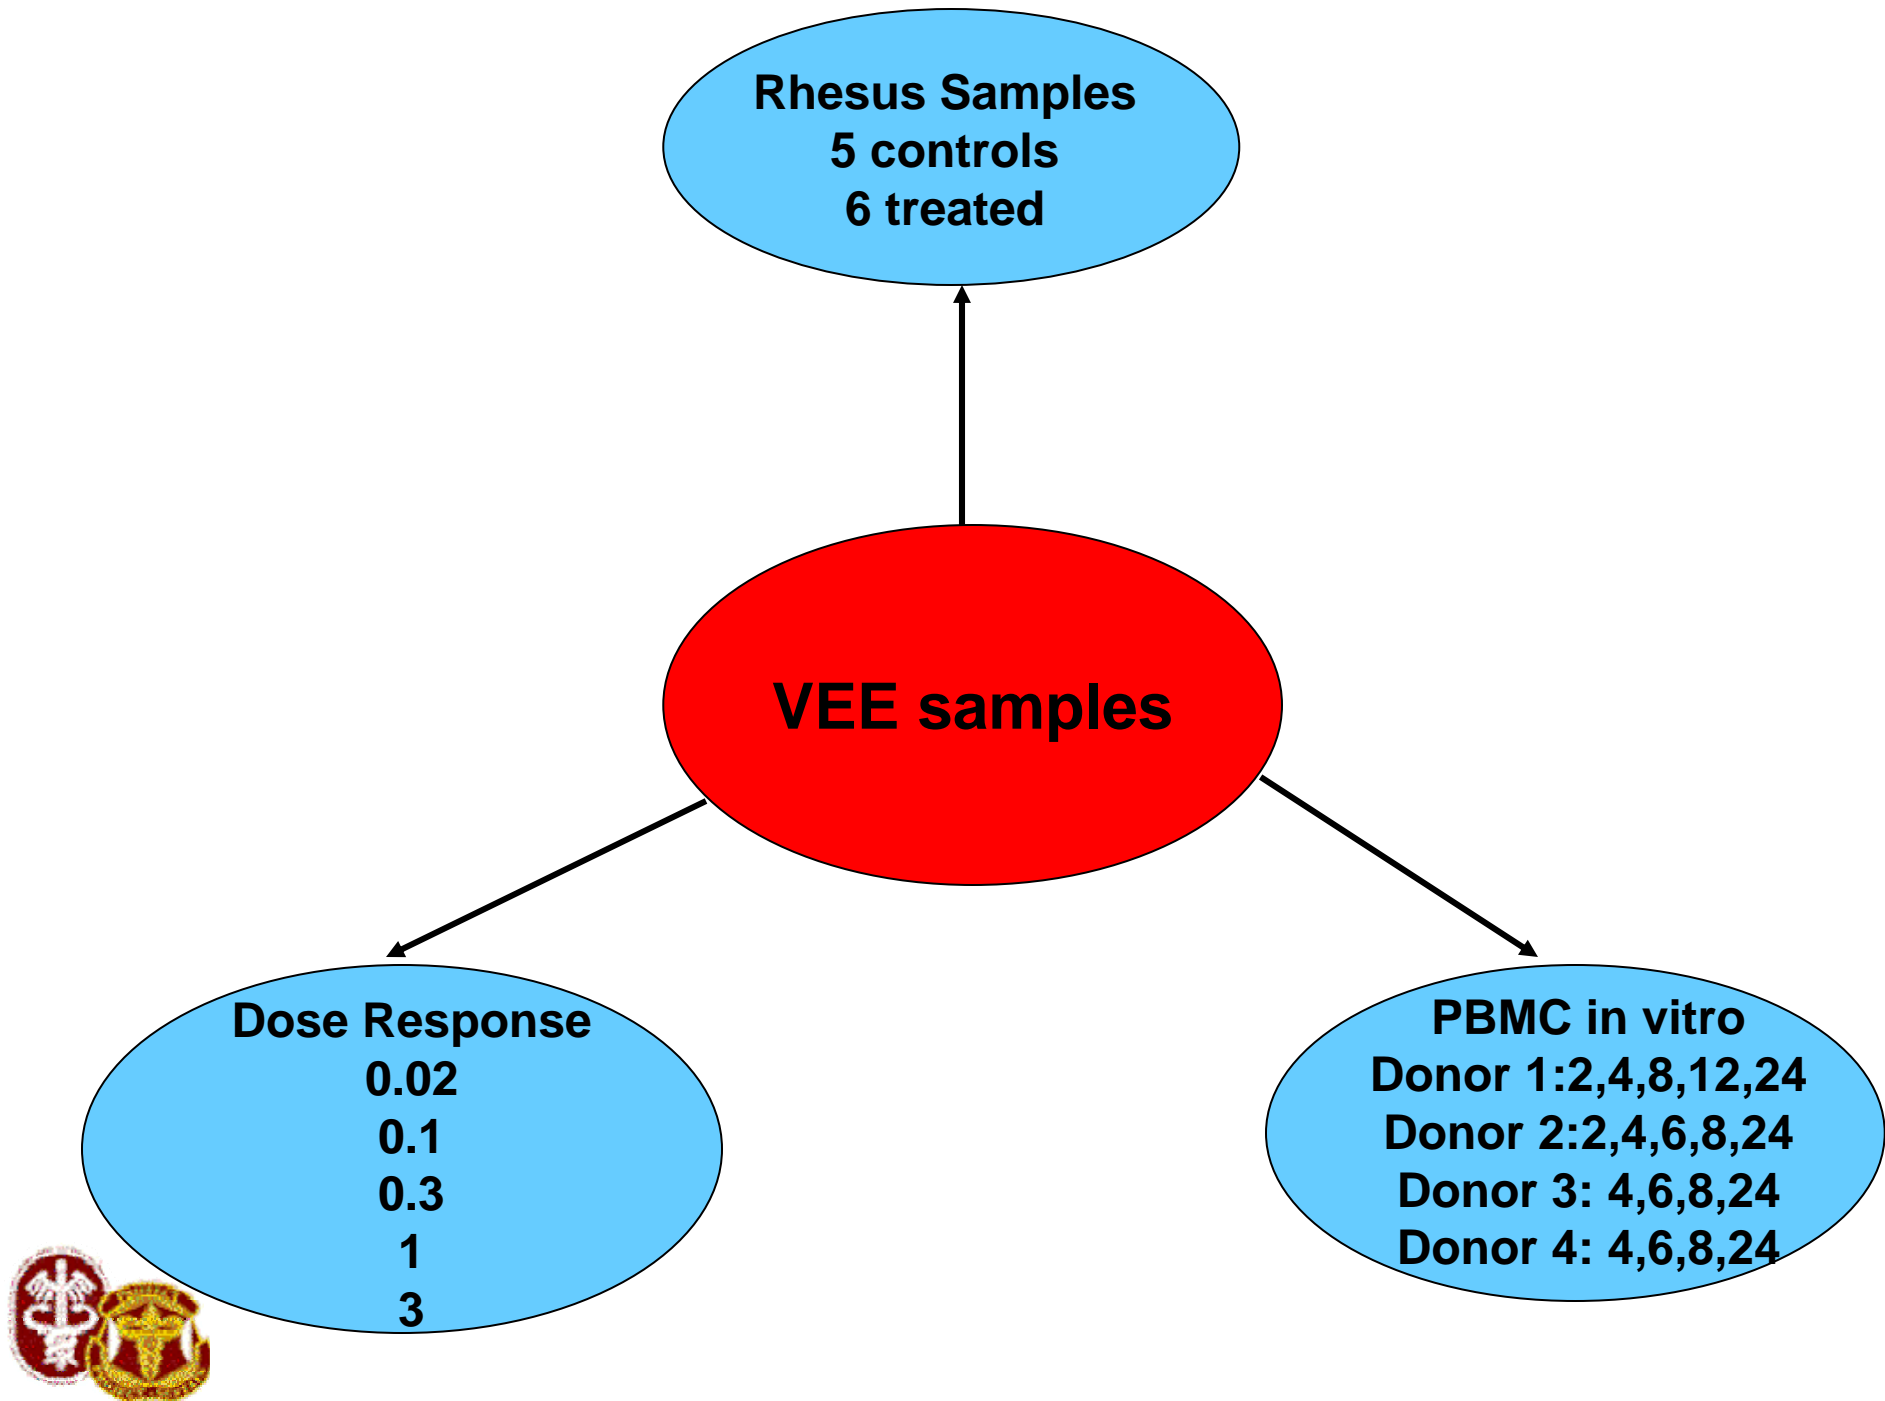 Rhesus Samples
5 controls
6 treated
VEE samples
Dose Response
0.02
0.1
0.3
1
3
PBMC in vitro
Donor 1:2,4,8,12,24
Donor 2:2,4,6,8,24
Donor 3: 4,6,8,24
Donor 4: 4,6,8,24